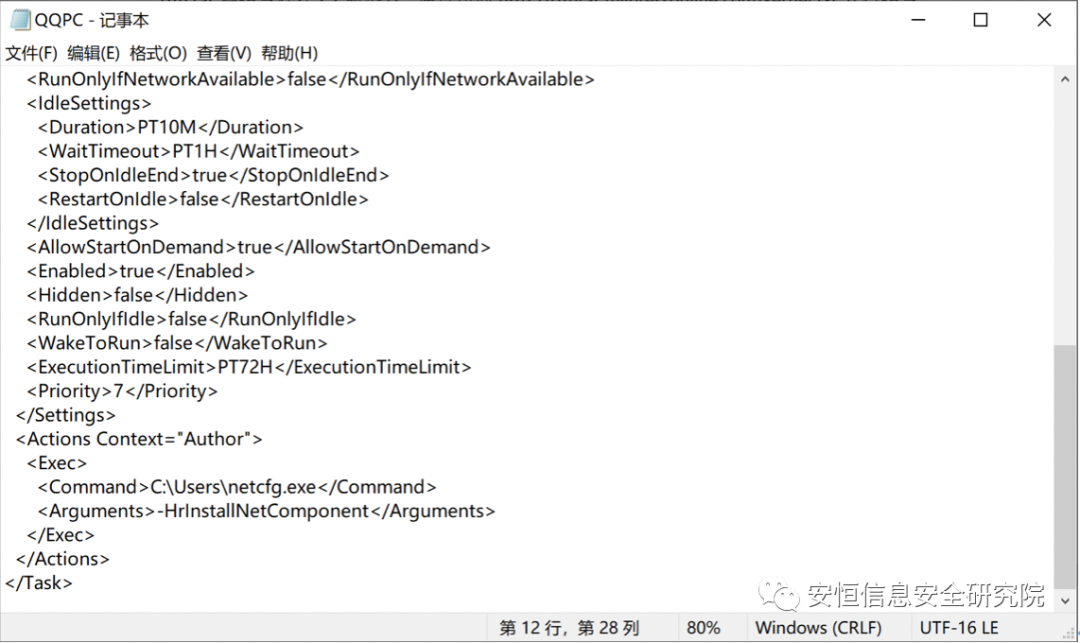 QQPC - 记事本
文件(F) 编辑(E) 格式(O) 查看(V) 帮助(H)
<RunOnlyIfNetworkAvailable>false</RunOnlyIfNetworkAvailable>
<IdleSettings>
<Duration>PT10M</Duration>
<WaitTimeout>PT1H</WaitTimeout>
<StopOnIdleEnd>true</StopOnIdleEnd>
<RestartOnIdle>false</RestartOnIdle>
</IdleSettings>
<AllowStartOnDemand>true</AllowStartOnDemand>
<Enabled>true</Enabled>
<Hidden>false</Hidden>
<RunOnlyIfIdle>false</RunOnlyIfIdle>
<WakeToRun>false</WakeToRun>
<ExecutionTimeLimit>PT72H</ExecutionTimeLimit>
<Priority>7</Priority>
</Settings>
<Actions Context="Author">
<Exec>
<Command>C:\Users\netcfg.exe</Command>
<Arguments>-HrInstallNetComponent</Arguments>
</Exec>
</Actions>
</Task>
安恒信息安全研究院
第 12 行，第 28 列 80% Windows (CRLF) UTF-16 LE